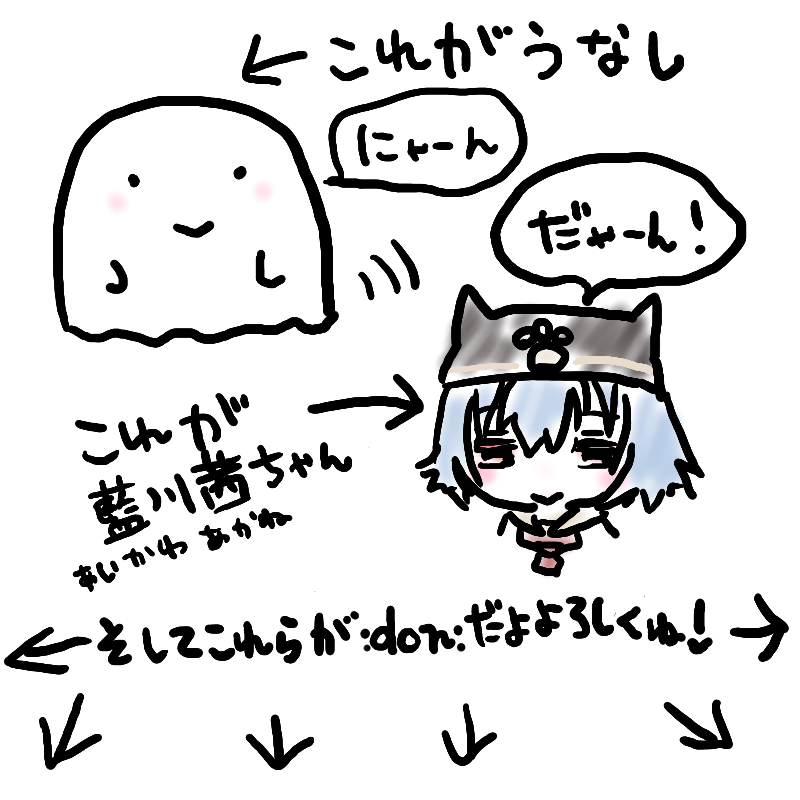 これがうなし
にゃーん
だゃーん!
これが
藍川茜ちゃん
あいかわ あかね
そしてこれらが:don:だよよろしくね!